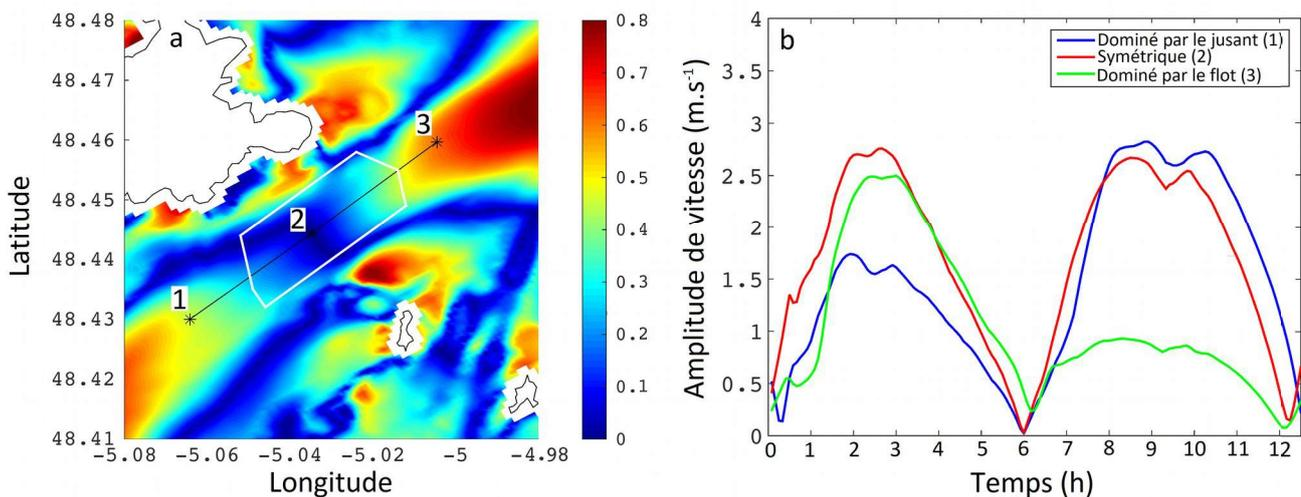 a
48.48
48.47
48.46
48.45
48.44
48.43
48.42
48.41
Latitude
1
2
3
-5.08 -5.06 -5.04 -5.02 -5 -4.98
Longitude
0.8
0.7
0.6
0.5
0.4
0.3
0.2
0.1
0
b
Amplitude de vitesse (m.s-1)
4
3.5
3
2.5
2
1.5
1
0.5
0
0 1 2 3 4 5 6 7 8 9 10 11 12
Temps (h)
Dominé par le jusant (1)
Symétrique (2)
Dominé par le flot (3)